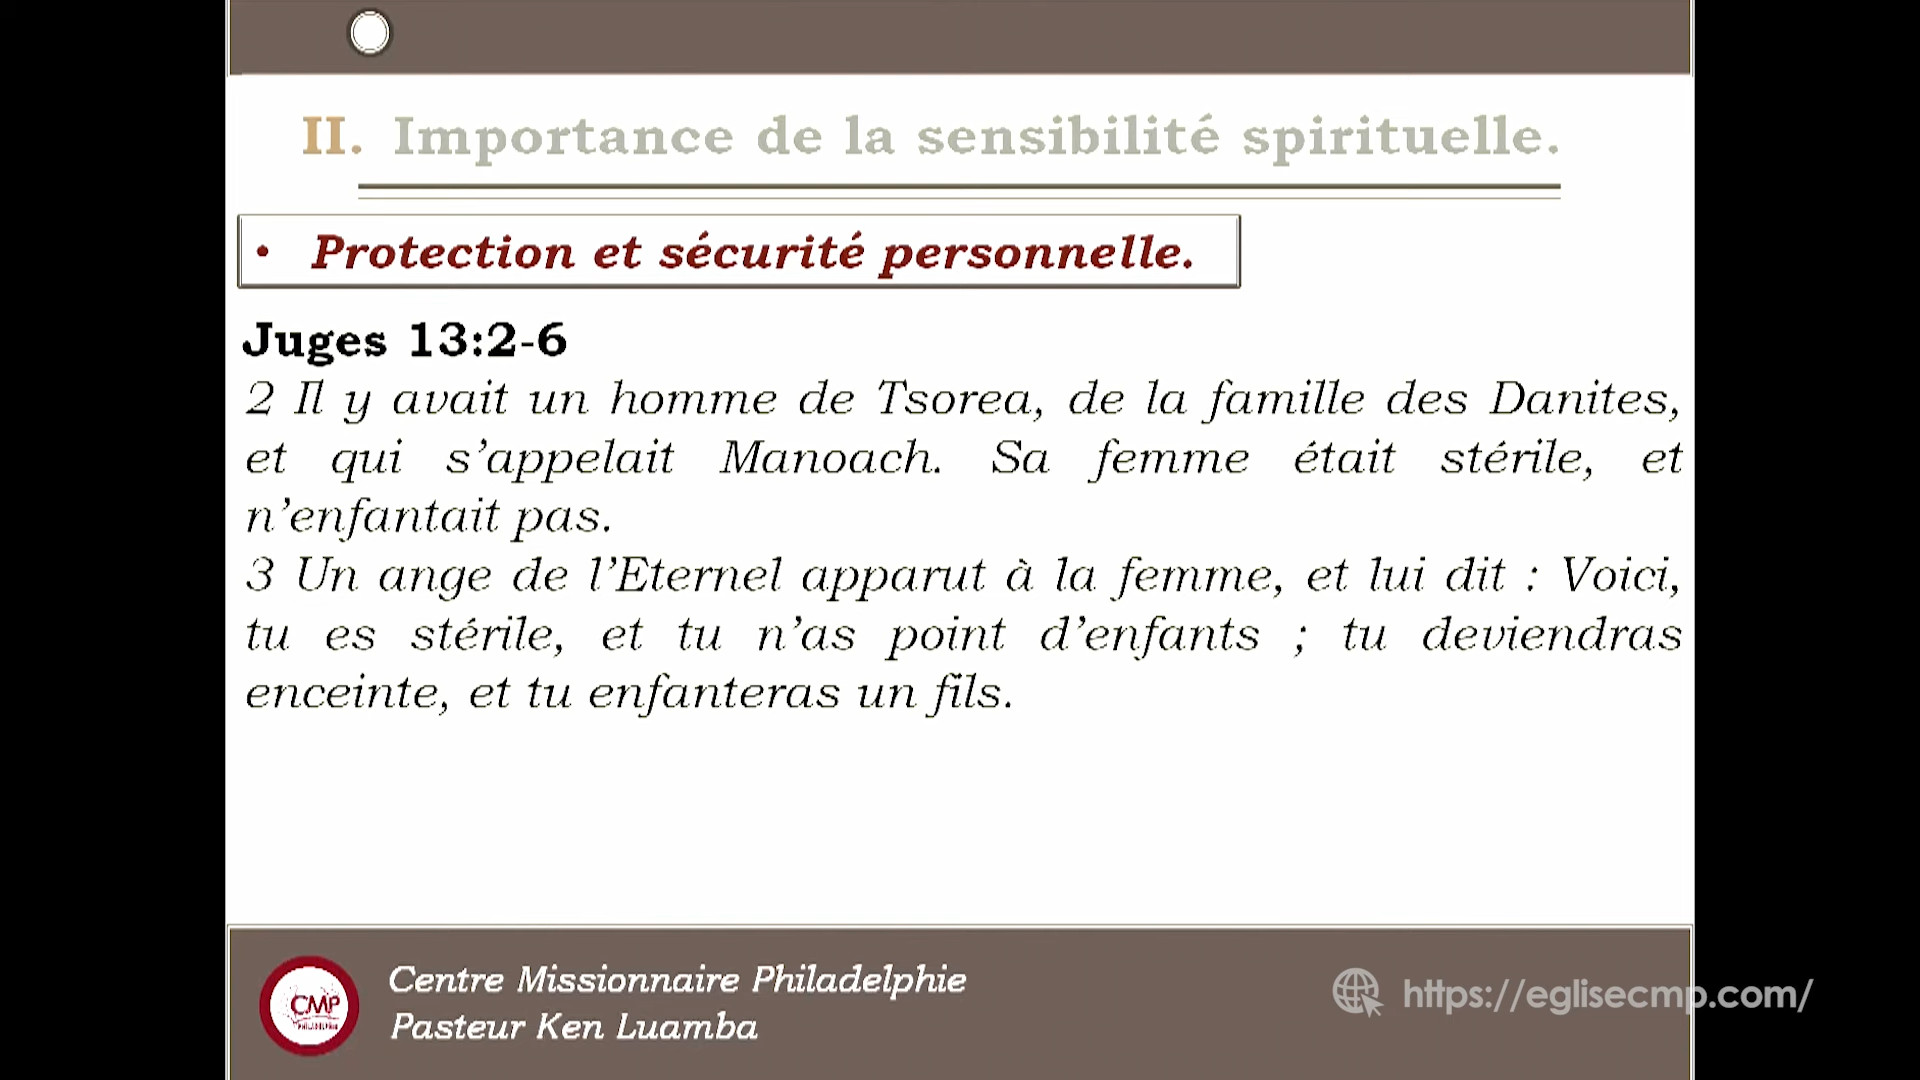 II. Importance de la sensibilité spirituelle.
• Protection et sécurité personnelle.
Juges 13:2-6
2 Il y avait un homme de Tsorea, de la famille des Danites,
et qui s’appelait Manoach. Sa femme était stérile, et
n’enfantait pas.
3 Un ange de l’Eternel apparut à la femme, et lui dit : Voici,
tu es stérile, et tu n’as point d’enfants ; tu deviendras
enceinte, et tu enfanteras un fils.
CMP
PHILADELPHIE
Centre Missionnaire Philadelphie
Pasteur Ken Luamba
https://eglisecmp.com/